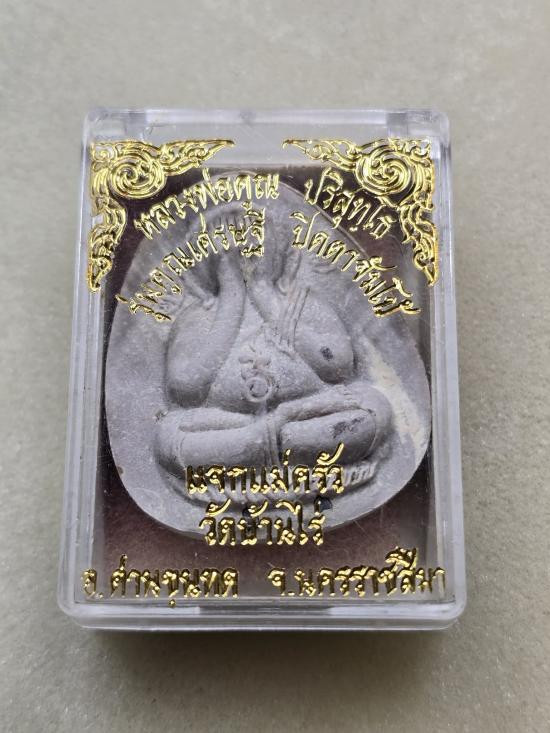 หลวงพ่อคูณ ปริสุทฺโธ
รุ่นคูณเศรษฐี ปิดตาจัมโบ้
แจกแม่ครัว
วัดบ้านไร่
อ.ด่านขุนทด จ.นครราชสีมา